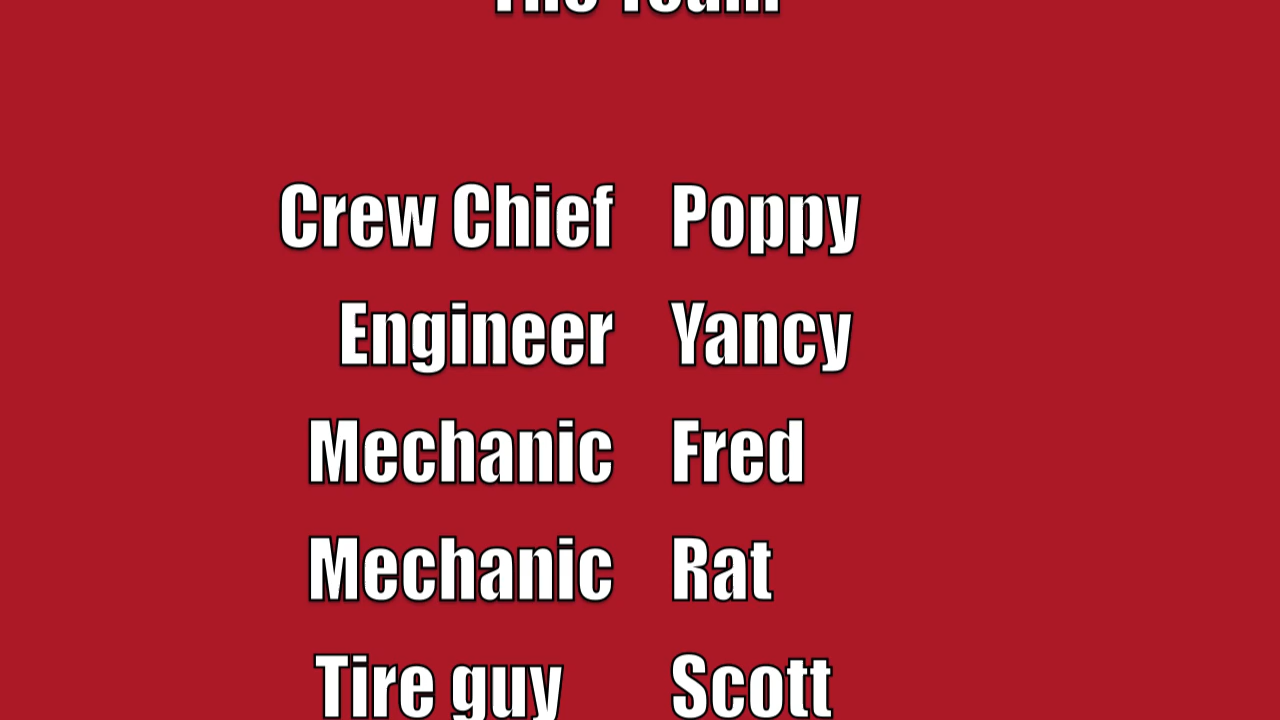 The Team
Crew Chief Poppy
Engineer Yancy
Mechanic Fred
Mechanic Rat
Tire guy Scott